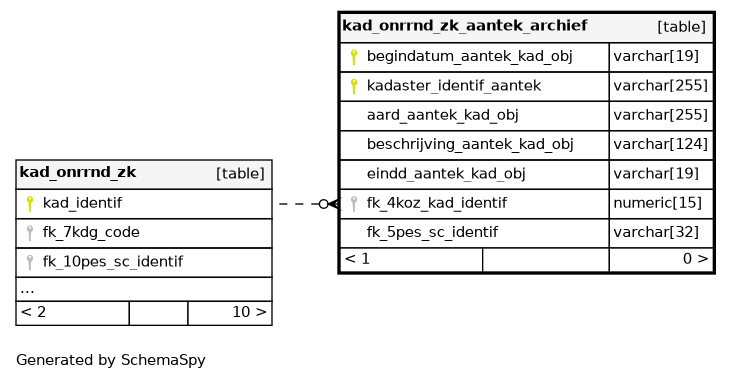 kad_onrrnd_zk_aantek_archief [table]
begindatum_aantek_kad_obj varchar[19]
kadaster_identif_aantek varchar[255]
aard_aantek_kad_obj varchar[255]
beschrijving_aantek_kad_obj varchar[124]
eindd_aantek_kad_obj varchar[19]
fk_4koz_kad_identif numeric[15]
fk_5pes_sc_identif varchar[32]
< 1 0 >
kad_onrrnd_zk [table]
kad_identif
fk_7kdg_code
fk_10pes_sc_identif
...
< 2 10 >
Generated by SchemaSpy